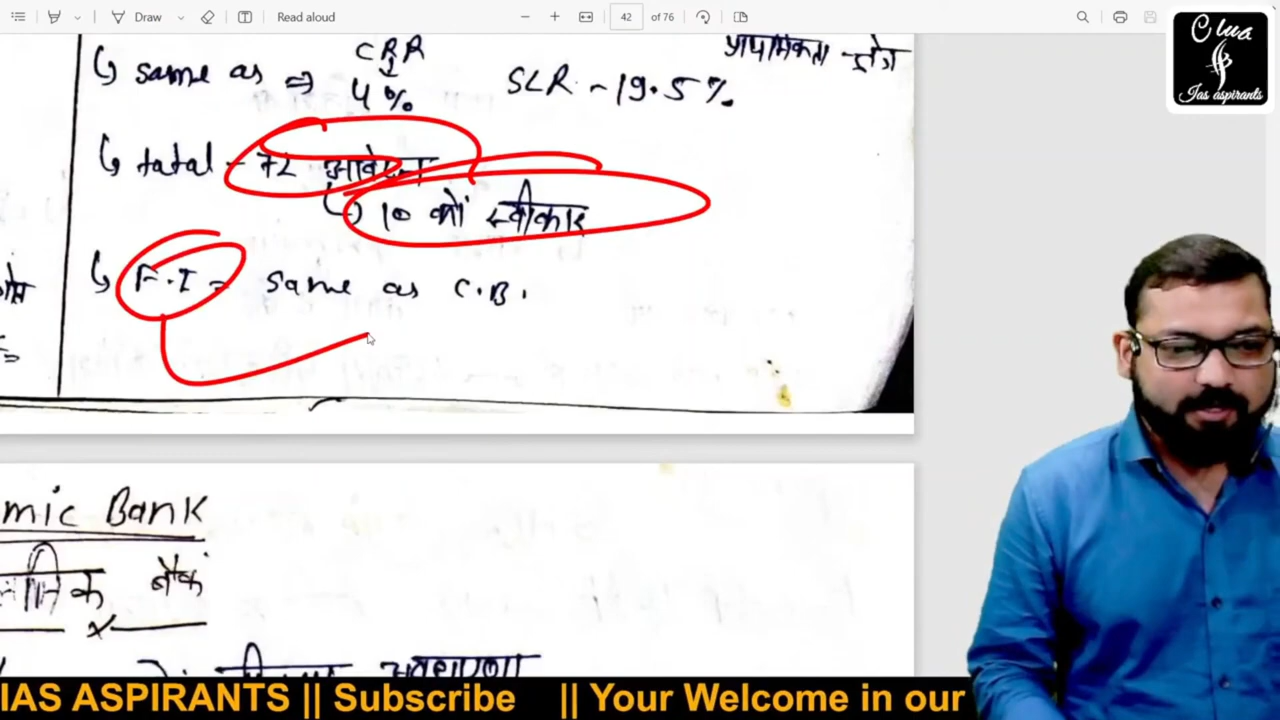 Draw
Read aloud
42 of 76
Clua
Ias aspirants
CRR
प्राथमिकता - क्षेत्र
same as ⇒ 4%
SLR - 19.5%
total - 72 आवेदन
10 को स्वीकार
F.I = same as C.B.
mic Bank
बैंक
IAS ASPIRANTS || Subscribe || Your Welcome in our